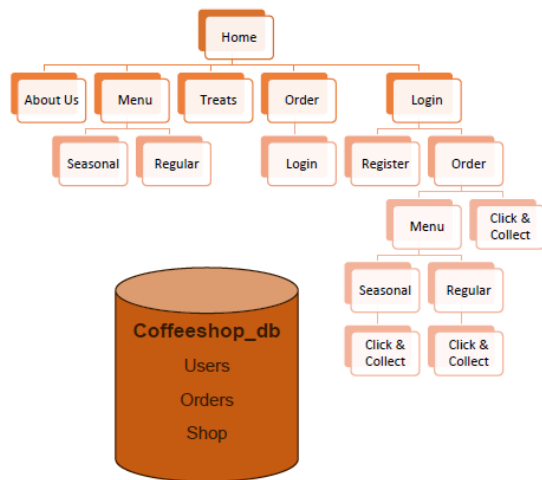 Home
About Us
Menu
Treats
Order
Login
Seasonal
Regular
Login
Register
Order
Menu
Click &
Collect
Seasonal
Regular
Click &
Collect
Click &
Collect
Coffeeshop_db
Users
Orders
Shop